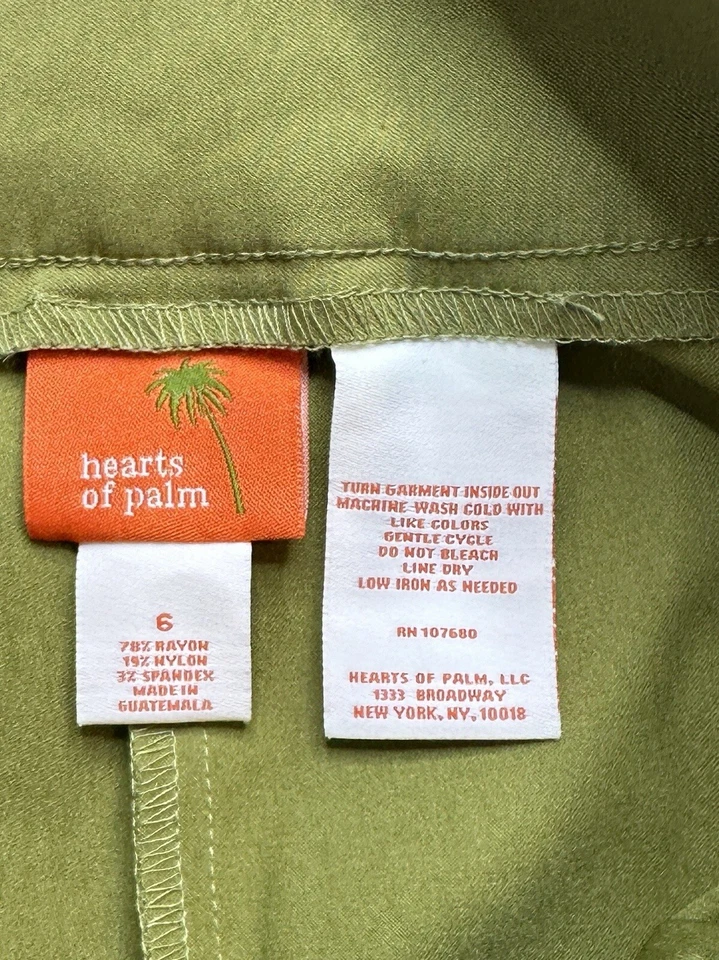 hearts
of palm
6
78% RAYON
19% NYLON
3% SPANDEX
MADE IN
GUATEMALA
TURN GARMENT INSIDE OUT
MACHINE WASH COLD WITH
LIKE COLORS
GENTLE CYCLE
DO NOT BLEACH
LINE DRY
LOW IRON AS NEEDED
RN 107680
HEARTS OF PALM, LLC
1333 BROADWAY
NEW YORK, NY, 10018